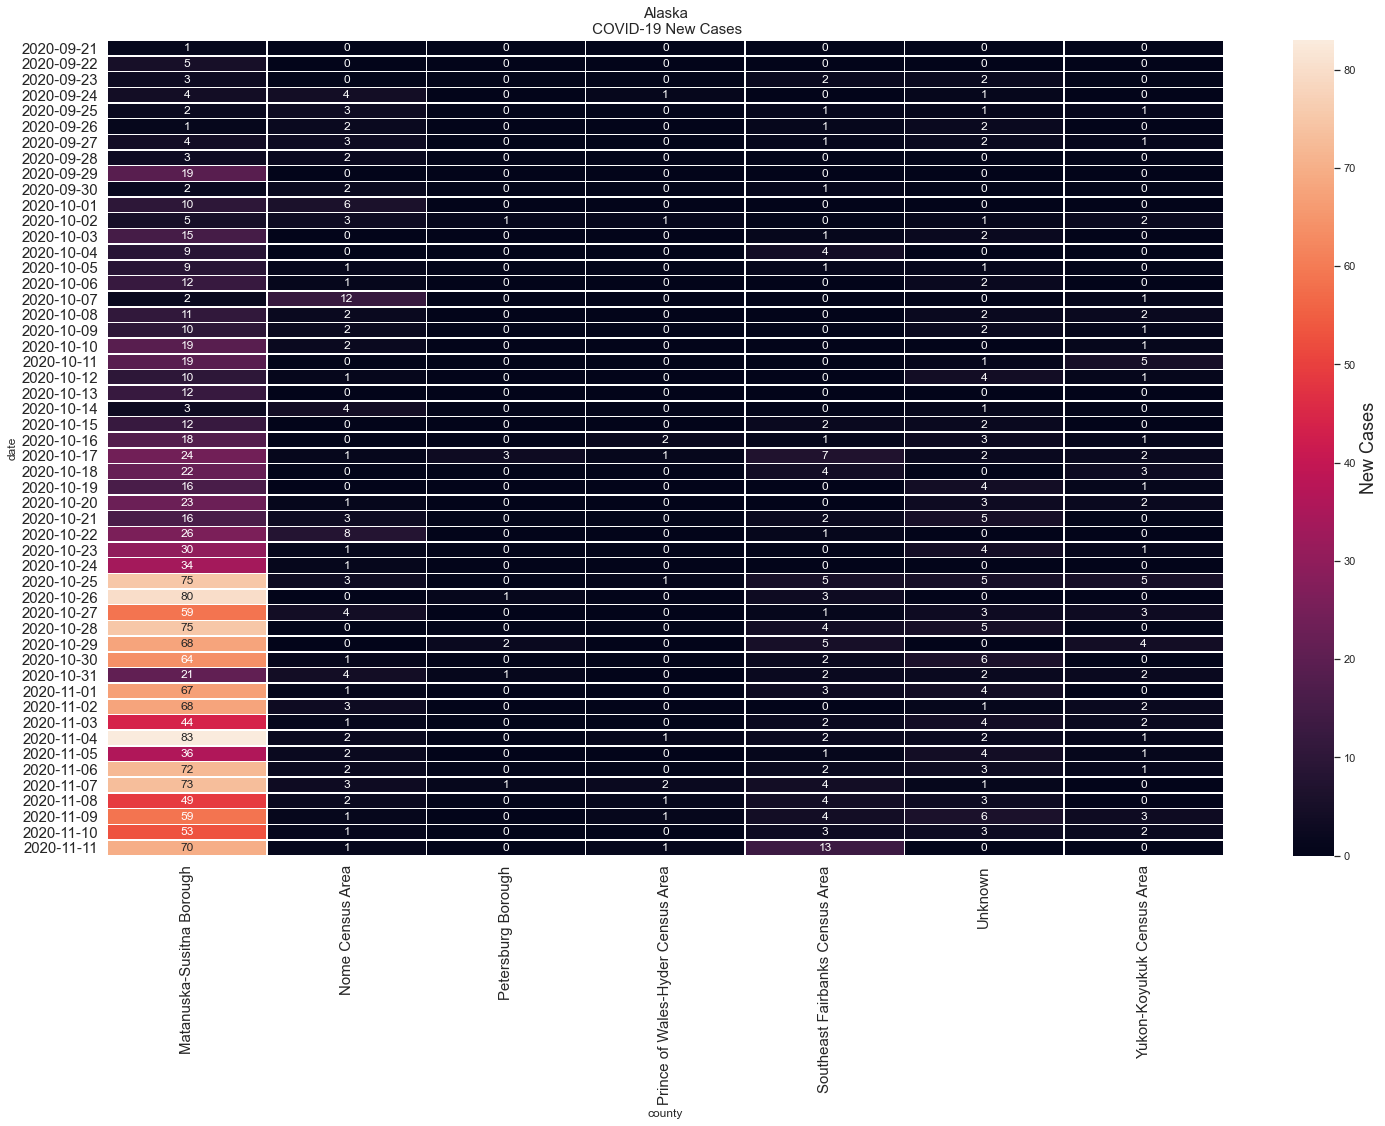 Alaska
COVID-19 New Cases
2020-09-21 1 0 0 0 0 0 0
2020-09-22 5 0 0 0 0 0 0
2020-09-23 3 0 0 0 2 2 0
2020-09-24 4 4 0 1 0 1 0
2020-09-25 2 3 0 0 1 1 1
2020-09-26 1 2 0 0 1 2 0
2020-09-27 4 3 0 0 1 2 1
2020-09-28 3 2 0 0 0 0 0
2020-09-29 19 0 0 0 0 0 0
2020-09-30 2 2 0 0 1 0 0
2020-10-01 10 6 0 0 0 0 0
2020-10-02 5 3 1 1 0 1 2
2020-10-03 15 0 0 0 1 2 0
2020-10-04 9 0 0 0 4 0 0
2020-10-05 9 1 0 0 1 1 0
2020-10-06 12 1 0 0 0 2 0
2020-10-07 2 12 0 0 0 0 1
2020-10-08 11 2 0 0 0 2 2
2020-10-09 10 2 0 0 0 2 1
2020-10-10 19 2 0 0 0 0 1
2020-10-11 19 0 0 0 0 1 5
2020-10-12 10 1 0 0 0 4 1
2020-10-13 12 0 0 0 0 0 0
2020-10-14 3 4 0 0 0 1 0
2020-10-15 12 0 0 0 2 2 0
2020-10-16 18 0 0 2 1 3 1
2020-10-17 24 1 3 1 7 2 2
2020-10-18 22 0 0 0 4 0 3
2020-10-19 16 0 0 0 0 4 1
2020-10-20 23 1 0 0 0 3 2
2020-10-21 16 3 0 0 2 5 0
2020-10-22 26 8 0 0 1 0 0
2020-10-23 30 1 0 0 0 4 1
2020-10-24 34 1 0 0 0 0 0
2020-10-25 75 3 0 1 5 5 5
2020-10-26 80 0 1 0 3 0 0
2020-10-27 59 4 0 0 1 3 3
2020-10-28 75 0 0 0 4 5 0
2020-10-29 68 0 2 0 5 0 4
2020-10-30 64 1 0 0 2 6 0
2020-10-31 21 4 1 0 2 2 2
2020-11-01 67 1 0 0 3 4 0
2020-11-02 68 3 0 0 0 1 2
2020-11-03 44 1 0 0 2 4 2
2020-11-04 83 2 0 1 2 2 1
2020-11-05 36 2 0 0 1 4 1
2020-11-06 72 2 0 0 2 3 1
2020-11-07 73 3 1 2 4 1 0
2020-11-08 49 2 0 1 4 3 0
2020-11-09 59 1 0 1 4 6 3
2020-11-10 53 1 0 0 3 3 2
2020-11-11 70 1 0 1 13 0 0
date
Matanuska-Susitna Borough
Nome Census Area
Petersburg Borough
Prince of Wales-Hyder Census Area
Southeast Fairbanks Census Area
Unknown
Yukon-Koyukuk Census Area
county
80
70
60
50
40
30
20
10
0
New Cases